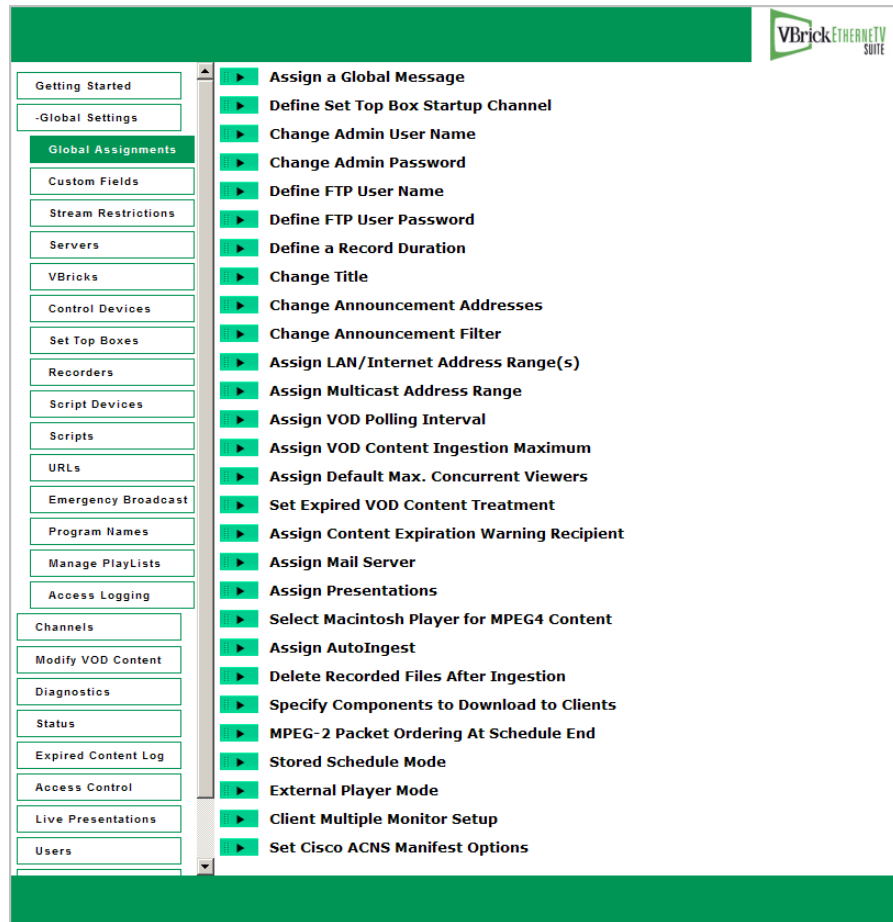 VBrick ETHERNETV
SUITE
Getting Started
-Global Settings
Global Assignments
Custom Fields
Stream Restrictions
Servers
VBricks
Control Devices
Set Top Boxes
Recorders
Script Devices
Scripts
URLs
Emergency Broadcast
Program Names
Manage PlayLists
Access Logging
Channels
Modify VOD Content
Diagnostics
Status
Expired Content Log
Access Control
Live Presentations
Users
Assign a Global Message
Define Set Top Box Startup Channel
Change Admin User Name
Change Admin Password
Define FTP User Name
Define FTP User Password
Define a Record Duration
Change Title
Change Announcement Addresses
Change Announcement Filter
Assign LAN/Internet Address Range(s)
Assign Multicast Address Range
Assign VOD Polling Interval
Assign VOD Content Ingestion Maximum
Assign Default Max. Concurrent Viewers
Set Expired VOD Content Treatment
Assign Content Expiration Warning Recipient
Assign Mail Server
Assign Presentations
Select Macintosh Player for MPEG4 Content
Assign AutoIngest
Delete Recorded Files After Ingestion
Specify Components to Download to Clients
MPEG-2 Packet Ordering At Schedule End
Stored Schedule Mode
External Player Mode
Client Multiple Monitor Setup
Set Cisco ACNS Manifest Options